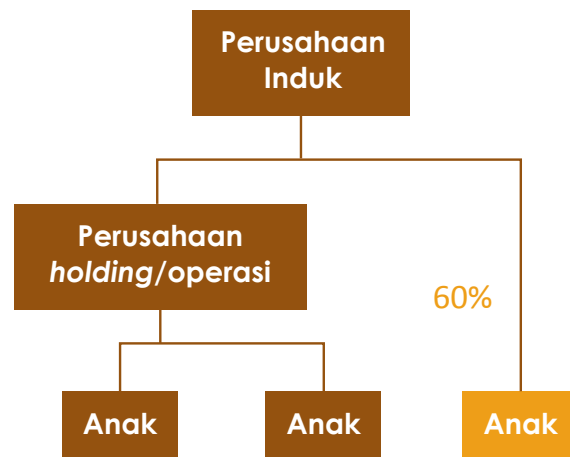 Perusahaan
Induk
Perusahaan
holding/operasi
60%
Anak
Anak
Anak